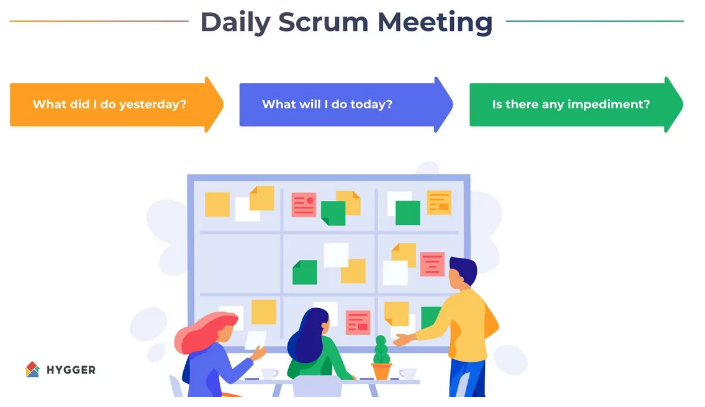 Daily Scrum Meeting
What did I do yesterday?
What will I do today?
Is there any impediment?
HYGGER